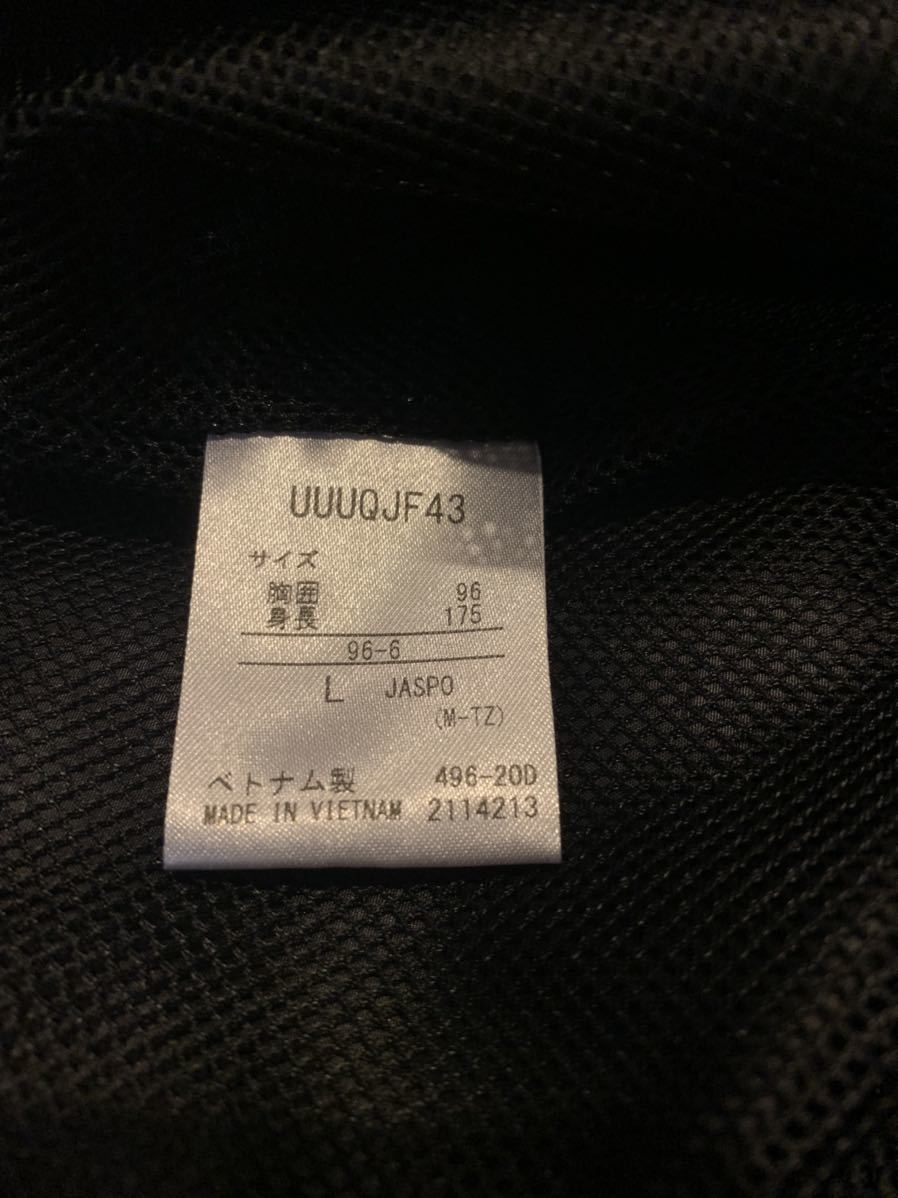 UUUQJF43
サイズ
胸囲 96
身長 175
96-6
L JASPO
(M-TZ)
ベトナム製 496-20D
MADE IN VIETNAM 2114213